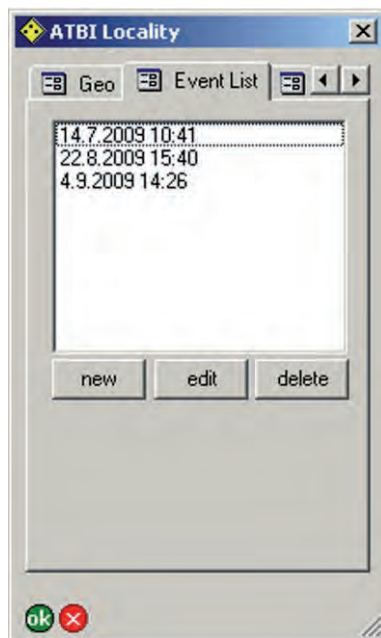 ATBI Locality
Geo Event List
14.7.2009 10:41
22.8.2009 15:40
4.9.2009 14:26
new edit delete
ok